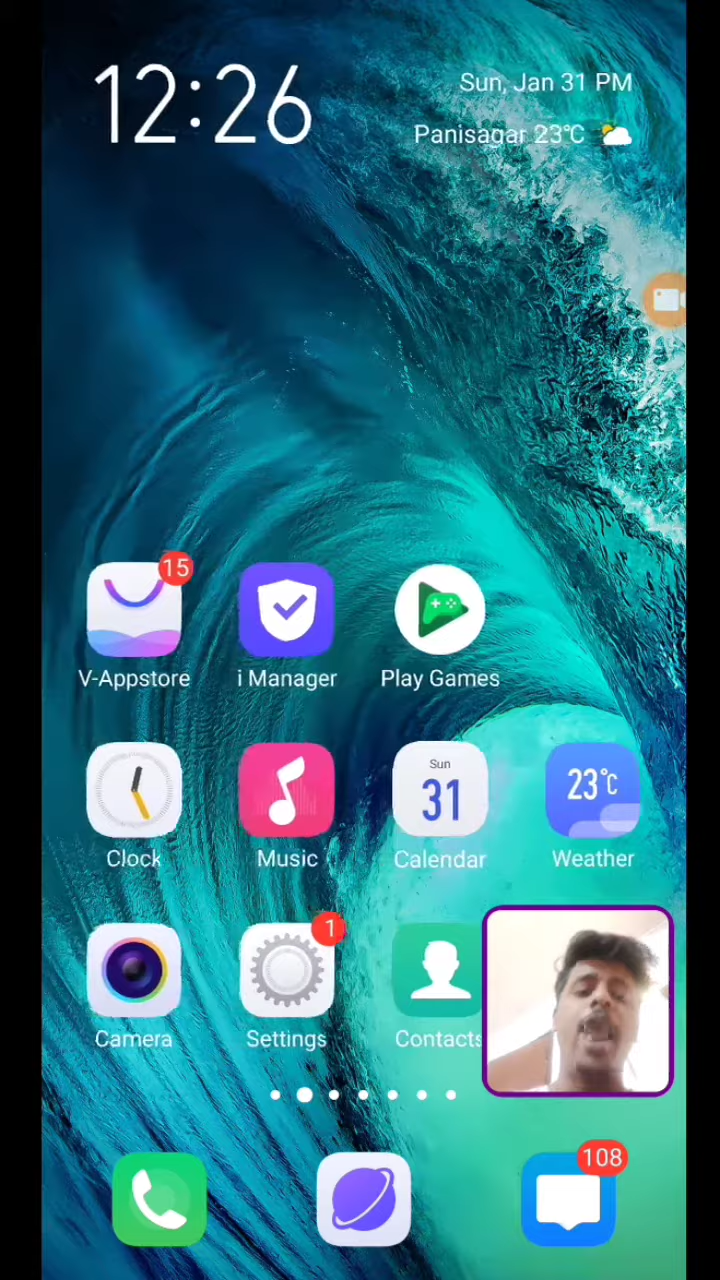 12:26
Sun, Jan 31 PM
Panisagar 23℃
15
V-Appstore
i Manager
Play Games
Clock
Music
Sun
31
Calendar
23°C
Weather
Camera
1
Settings
Contacts
108